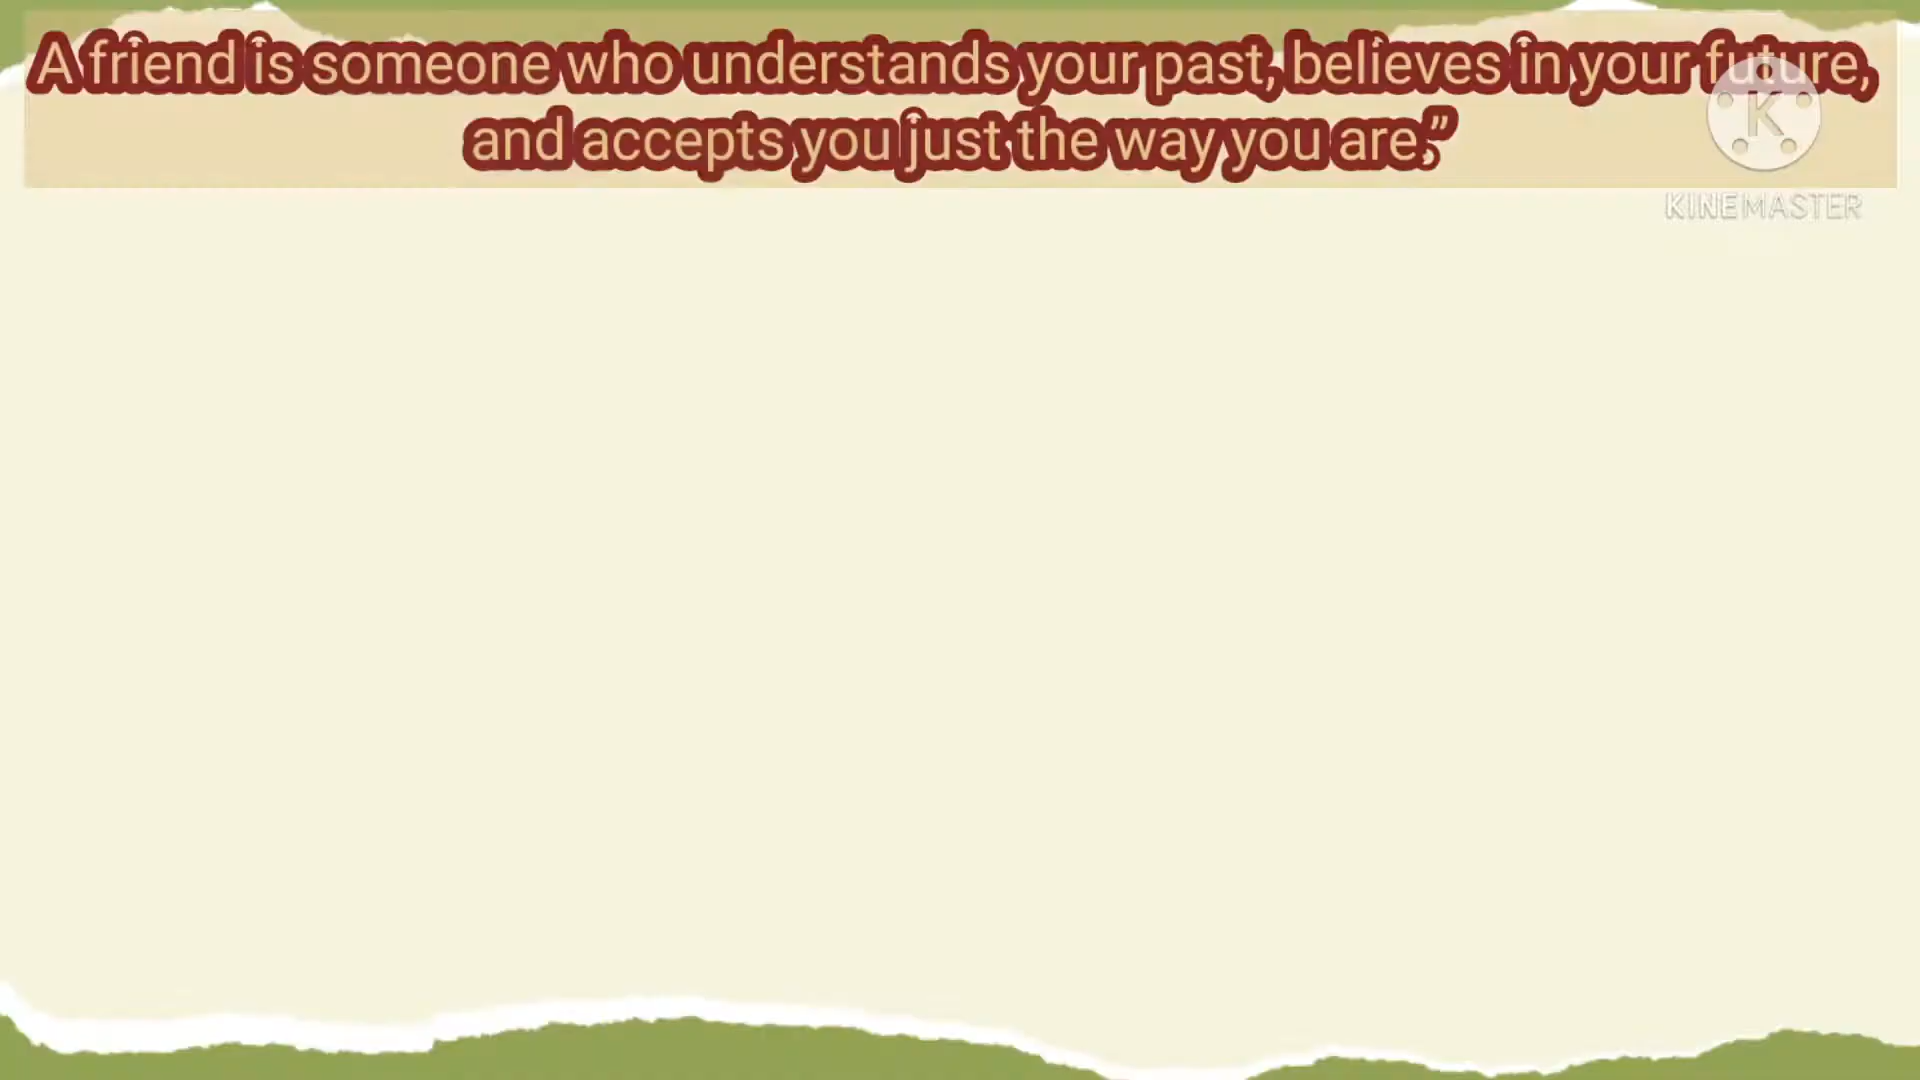 A friend is someone who understands your past, believes in your future,
and accepts you just the way you are.”
K
KINEMASTER